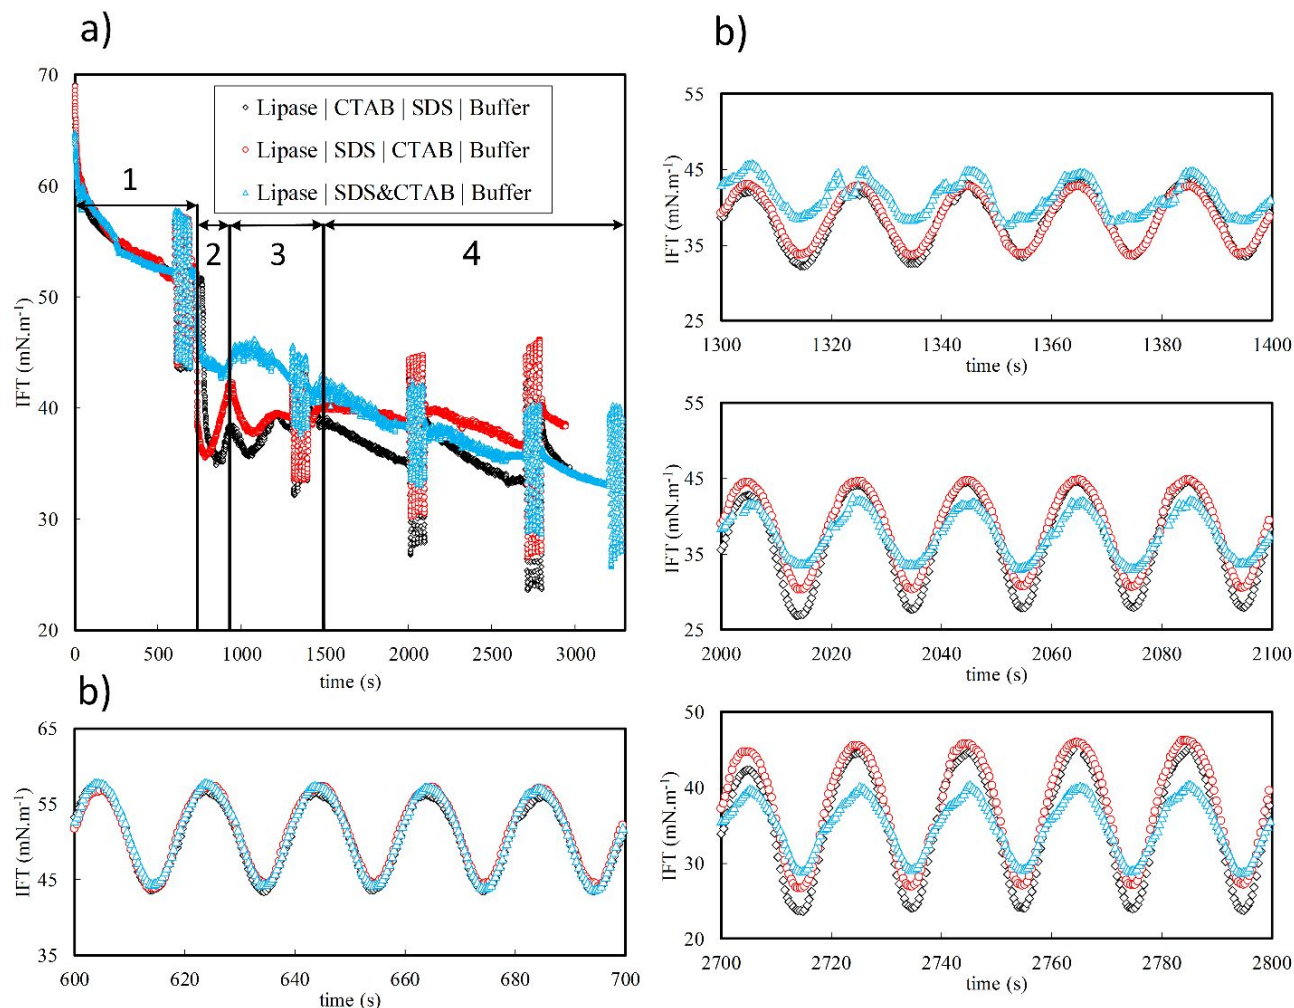 a)
70
60
50
40
30
20
IFT (mN.m⁻¹)
Lipase | CTAB | SDS | Buffer
Lipase | SDS | CTAB | Buffer
Lipase | SDS&CTAB | Buffer
1
2
3
4
0 500 1000 1500 2000 2500 3000
time (s)
b)
65
55
45
35
IFT (mN.m⁻¹)
600 620 640 660 680 700
time (s)
b)
55
45
35
25
IFT (mN.m⁻¹)
1300 1320 1340 1360 1380 1400
time (s)
55
45
35
25
IFT (mN.m⁻¹)
2000 2020 2040 2060 2080 2100
time (s)
50
40
30
20
IFT (mN.m⁻¹)
2700 2720 2740 2760 2780 2800
time (s)